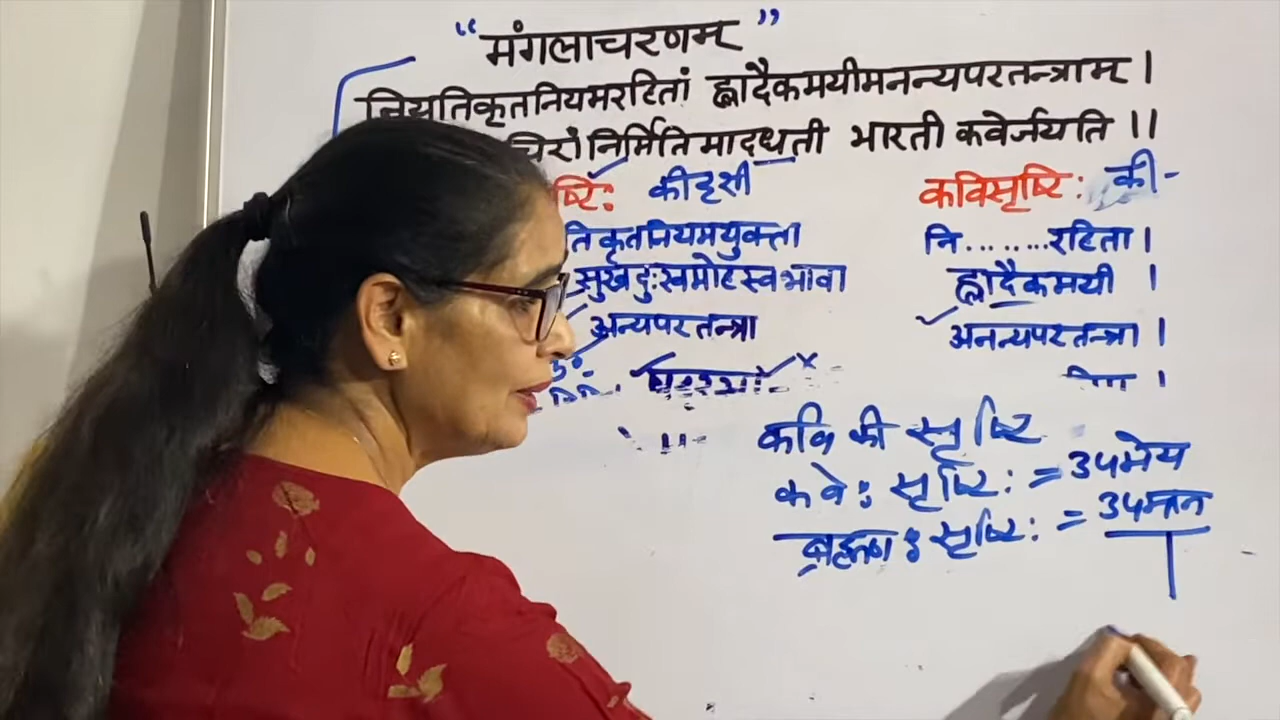 “मंगलाचरणम्”
नियतिकृतनियमरहितां ह्लादैकमयीमनन्यपरतन्त्राम् ।
चिरां निर्मितिमादधती भारती कवेर्जयति ।।
ष्टि: कीदृसी कविसृष्टि: की-
तिकृतनियमयुक्ता नि........रहिता ।
सुखदुःखमोहस्वभावा ह्लादैकमयी ।
अन्यपरतन्त्रा अनन्यपरतन्त्रा ।
कवि की सृष्टि
कवे: सृष्टि: = उपमेय
ब्रह्मण: सृष्टि: = उपमान